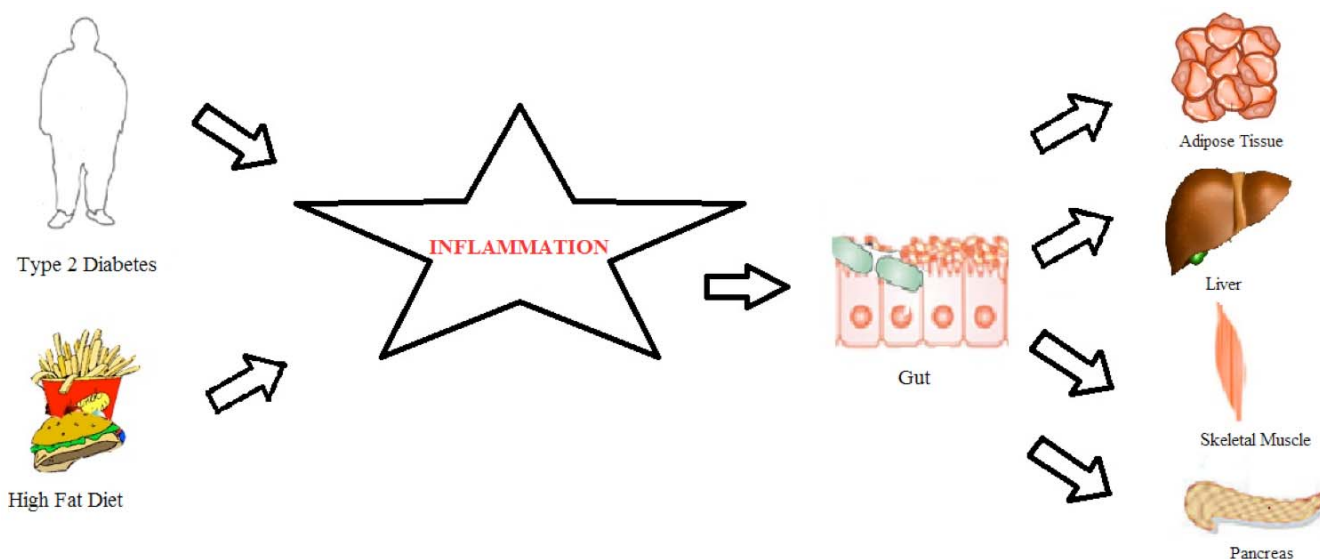 Type 2 Diabetes
High Fat Diet
INFLAMMATION
Gut
Adipose Tissue
Liver
Skeletal Muscle
Pancreas